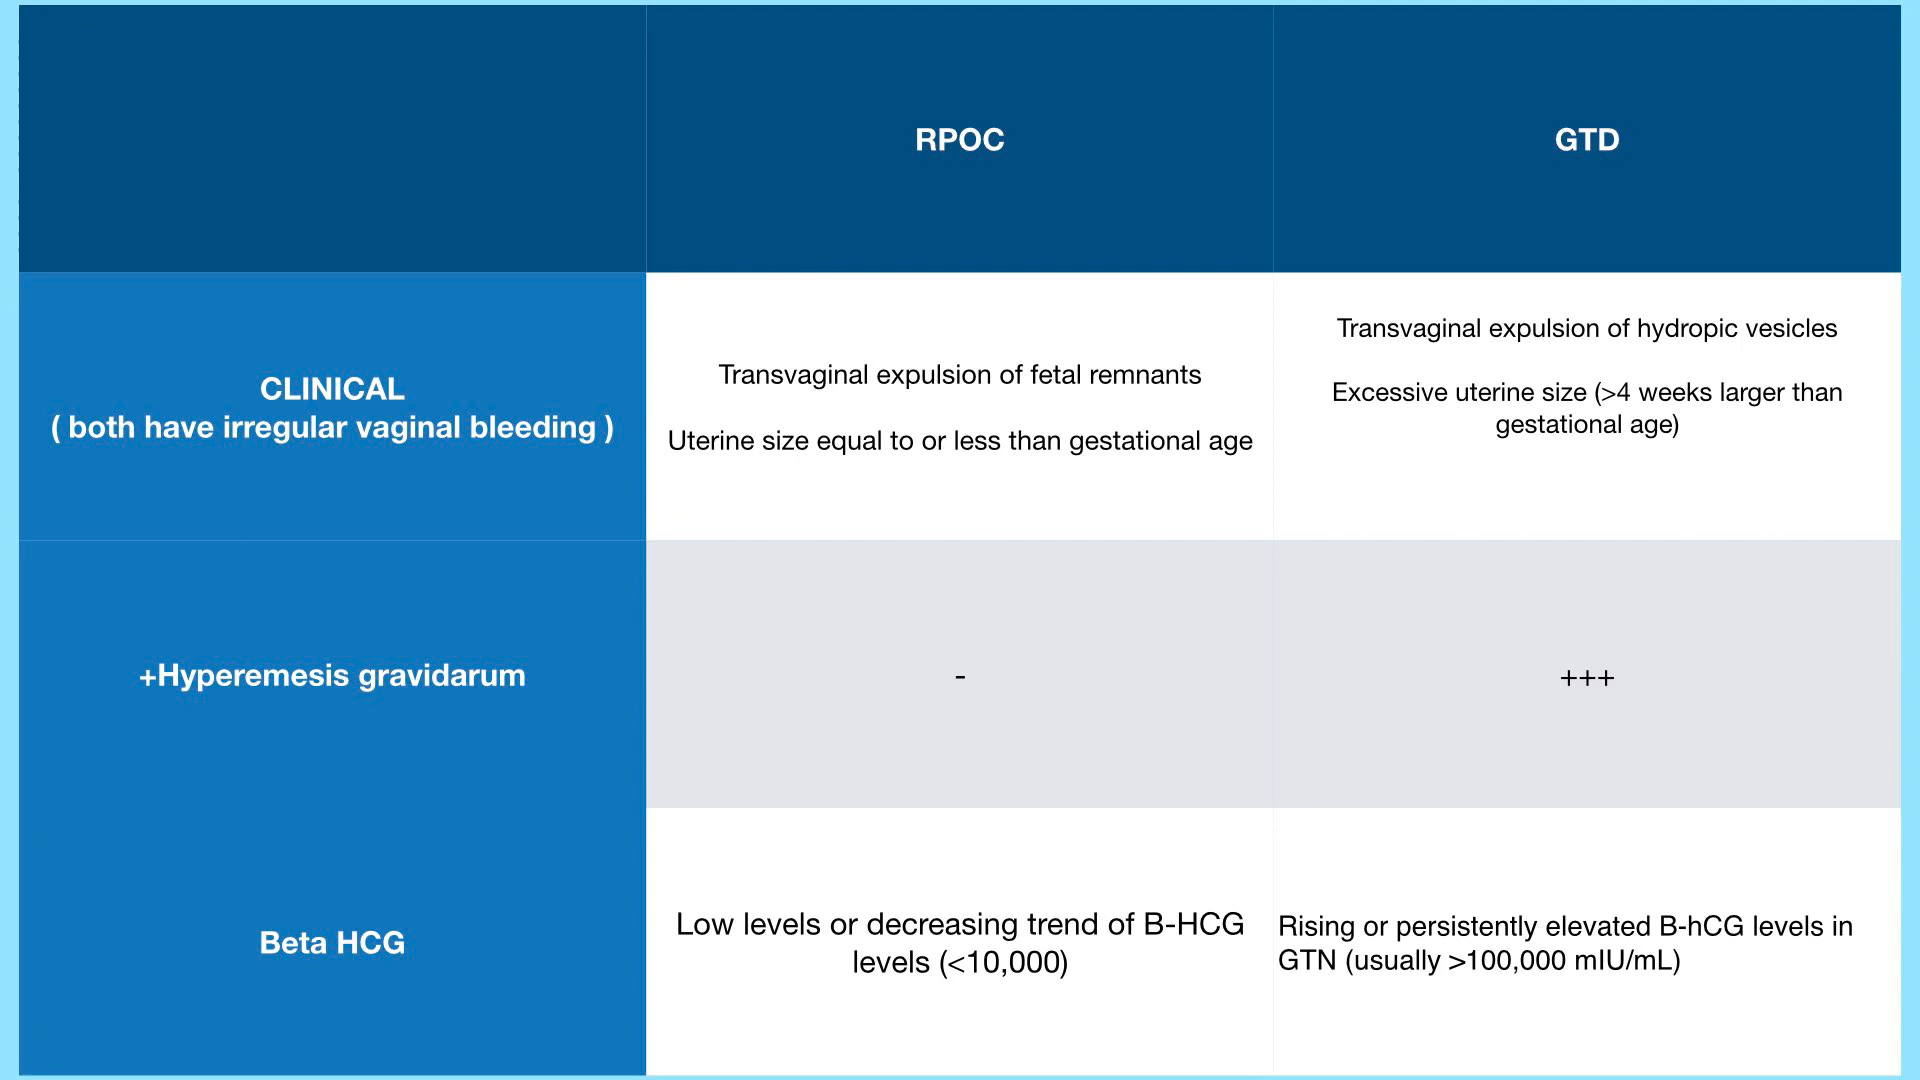 RPOC
GTD
CLINICAL
( both have irregular vaginal bleeding )
Transvaginal expulsion of fetal remnants
Uterine size equal to or less than gestational age
Transvaginal expulsion of hydropic vesicles
Excessive uterine size (>4 weeks larger than
gestational age)
+Hyperemesis gravidarum
-
+++
Beta HCG
Low levels or decreasing trend of B-HCG
levels (<10,000)
Rising or persistently elevated B-hCG levels in
GTN (usually >100,000 mIU/mL)